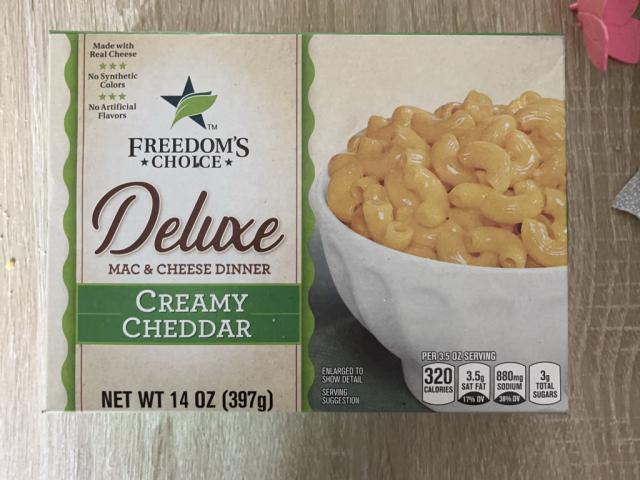 Made with
Real Cheese
No Synthetic
Colors
No Artificial
Flavors
TM
FREEDOM'S
CHOICE
Deluxe
MAC & CHEESE DINNER
CREAMY
CHEDDAR
NET WT 14 OZ (397g)
ENLARGED TO
SHOW DETAIL
SERVING
SUGGESTION
PER 3.5 OZ SERVING
320
CALORIES
3.5g
SAT FAT
17% DV
880mg
SODIUM
38% DV
3g
TOTAL
SUGARS